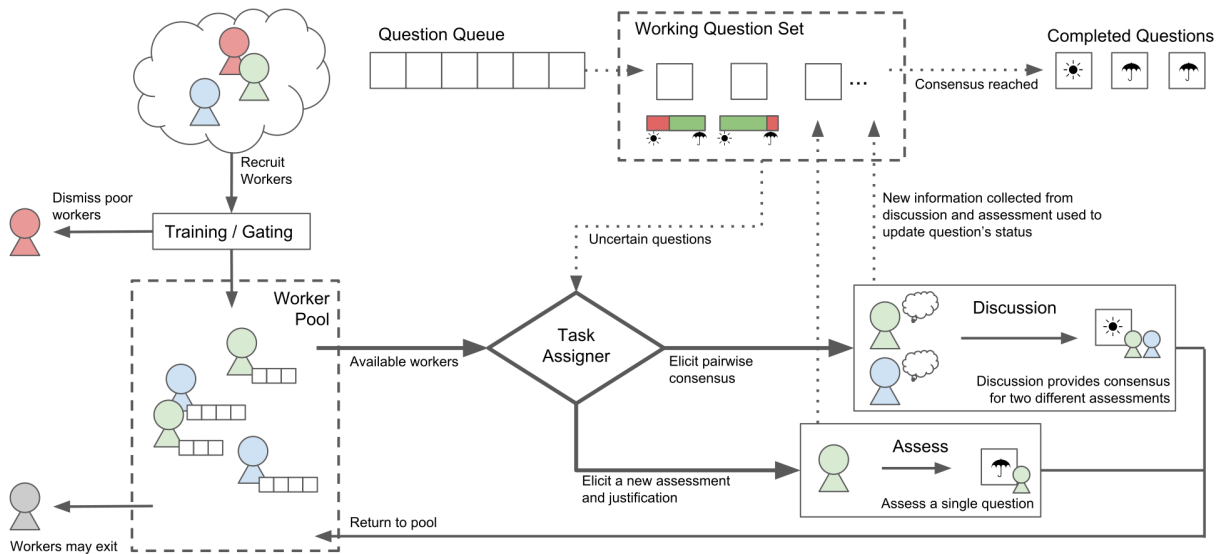 Question Queue
Working Question Set
Completed Questions
...
Consensus reached
Recruit
Workers
Dismiss poor
workers
Training / Gating
New information collected from
discussion and assessment used to
update question's status
Uncertain questions
Worker
Pool
Task
Assigner
Available workers
Elicit pairwise
consensus
Discussion
Discussion provides consensus
for two different assessments
Assess
Assess a single question
Elicit a new assessment
and justification
Return to pool
Workers may exit